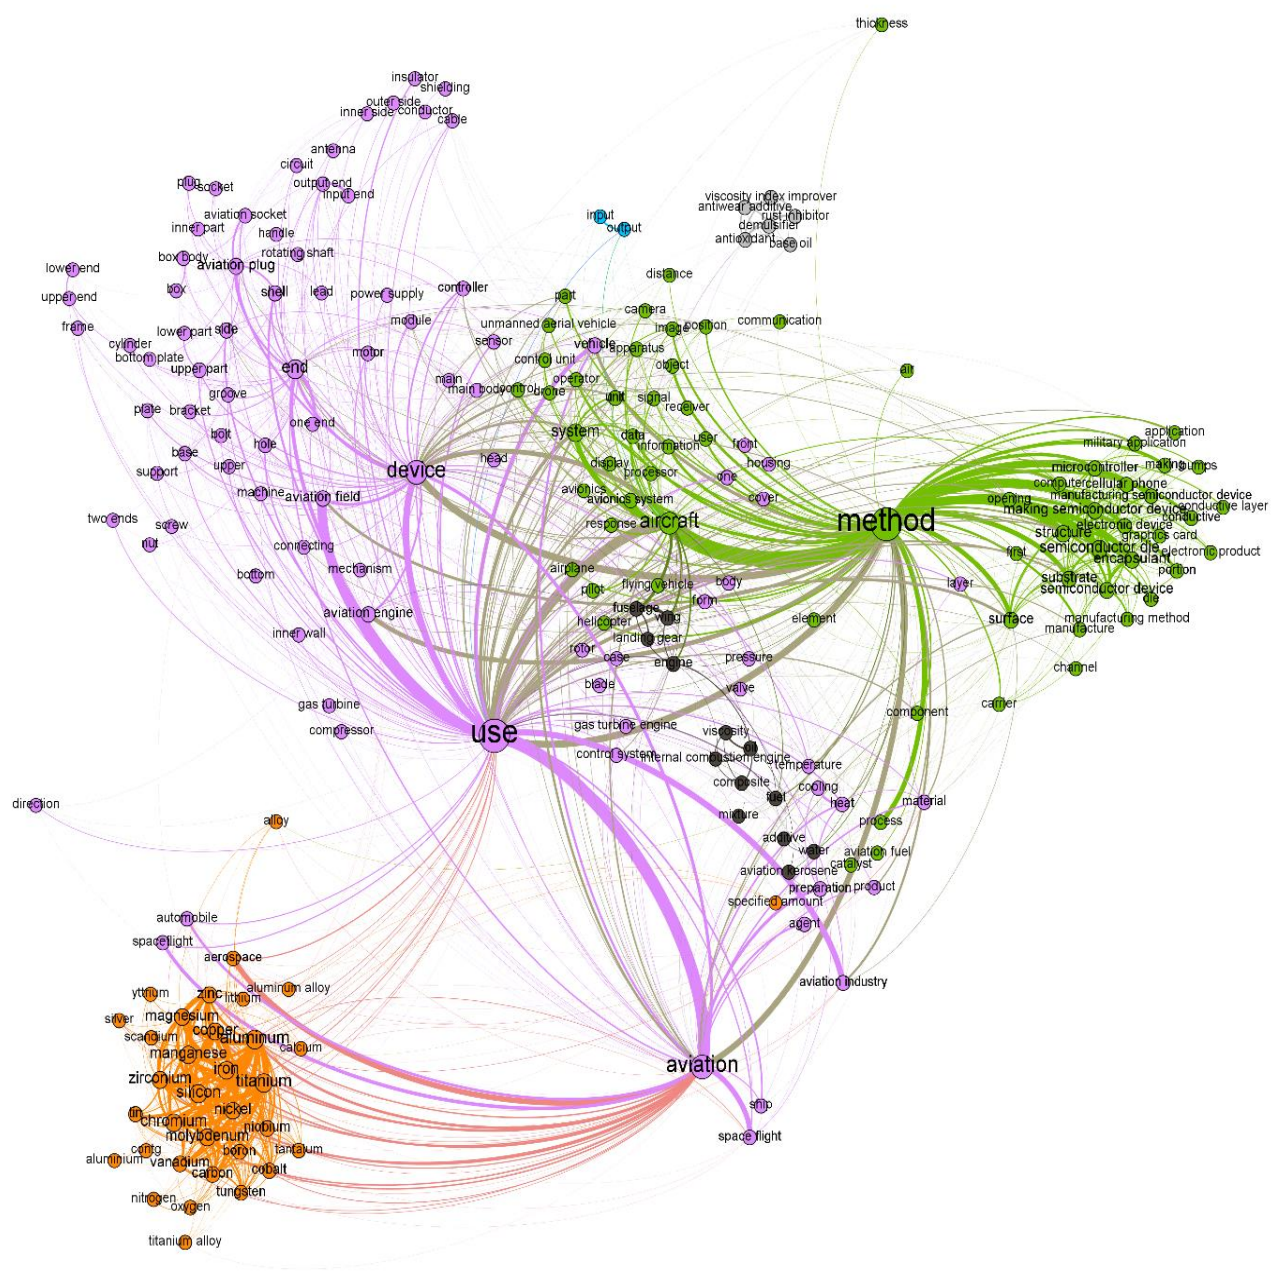 thickness
insulator
shielding
outer side
inner side
conductor
cable
antenna
circuit
output end
input end
plug
socket
aviation socket
inner part
handle
box body
aviation plug
rotating shaft
lower end
upper end
box
shell
lead
power supply
controller
frame
lower part
side
module
cylinder
bottom plate
motor
sensor
upper part
end
main
main body
groove
plate
bracket
one end
bolt
hole
base
support
upper
device
head
machine
aviation field
two ends
screw
nut
connecting
bottom
mechanism
aviation engine
inner wall
gas turbine
compressor
direction
input
output
viscosity index improver
antiwear additive
rust inhibitor
demulsifier
antioxidant
base oil
distance
part
camera
unmanned aerial vehicle
image
position
communication
vehicle
apparatus
control unit
object
air
operator
control
drone
unit
signal
receiver
system
data
information
user
front
display
processor
housing
one
avionics
avionics system
cover
response
aircraft
method
airplane
pilot
flying vehicle
body
form
fuselage
wing
helicopter
landing gear
element
rotor
case
engine
pressure
blade
valve
use
gas turbine engine
component
control system
viscosity
oil
internal combustion engine
temperature
composite
cooling
fuel
heat
material
mixture
process
additive
water
aviation fuel
catalyst
aviation kerosene
preparation
product
specified amount
agent
aviation industry
application
military application
microcontroller
making
bumps
computer
cellular phone
opening
manufacturing semiconductor device
making semiconductor device
conductive layer
conductive
electronic device
structure
graphics card
semiconductor die
first
electronic product
encapsulant
portion
layer
substrate
semiconductor device
die
surface
manufacturing method
manufacture
channel
carrier
alloy
automobile
spaceflight
aerospace
aluminum alloy
yttrium
zinc
lithium
magnesium
silver
copper
scandium
aluminum
calcium
manganese
iron
zirconium
titanium
silicon
nickel
tin
chromium
niobium
molybdenum
contg
boron
tantalum
aluminium
vanadium
carbon
cobalt
tungsten
nitrogen
oxygen
titanium alloy
aviation
ship
space flight